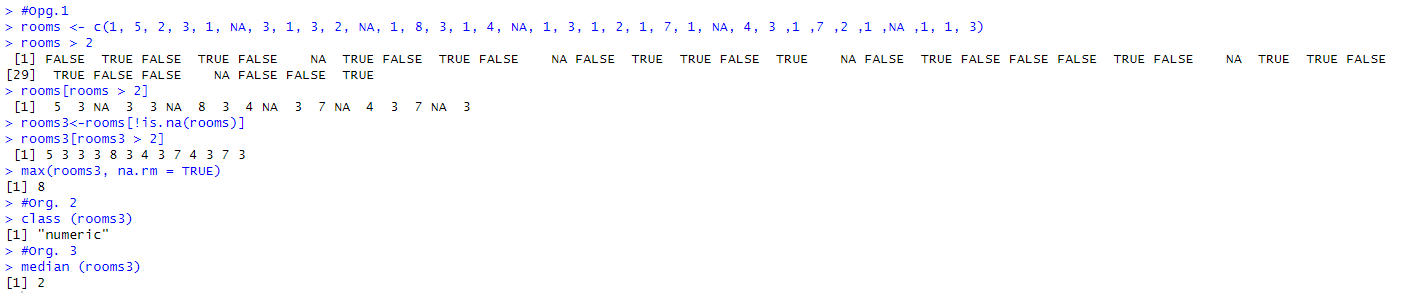 > #Opg.1
> rooms <- c(1, 5, 2, 3, 1, NA, 3, 1, 3, 2, NA, 1, 8, 3, 1, 4, NA, 1, 3, 1, 2, 1, 7, 1, NA, 4, 3 ,1 ,7 ,2 ,1 ,NA ,1, 1, 3)
> rooms > 2
[1] FALSE TRUE FALSE TRUE FALSE NA TRUE FALSE TRUE FALSE NA FALSE TRUE TRUE FALSE TRUE NA FALSE TRUE FALSE FALSE FALSE TRUE FALSE NA TRUE TRUE FALSE
[29] TRUE FALSE FALSE NA FALSE FALSE TRUE
> rooms[rooms > 2]
[1] 5 3 NA 3 3 NA 8 3 4 NA 3 7 NA 4 3 7 NA 3
> rooms3<-rooms[!is.na(rooms)]
> rooms3[rooms3 > 2]
[1] 5 3 3 3 8 3 4 3 7 4 3 7 3
> max(rooms3, na.rm = TRUE)
[1] 8
> #Org. 2
> class (rooms3)
[1] "numeric"
> #Org. 3
> median (rooms3)
[1] 2